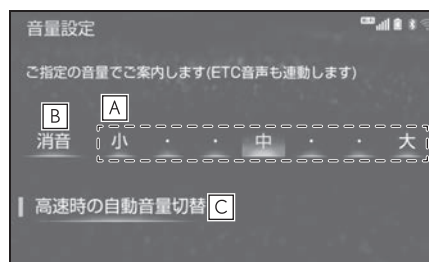 音量設定
ご指定の音量でご案内します(ETC音声も連動します)
B A
消音 小 ・ ・ 中 ・ ・ 大
高速時の自動音量切替 C